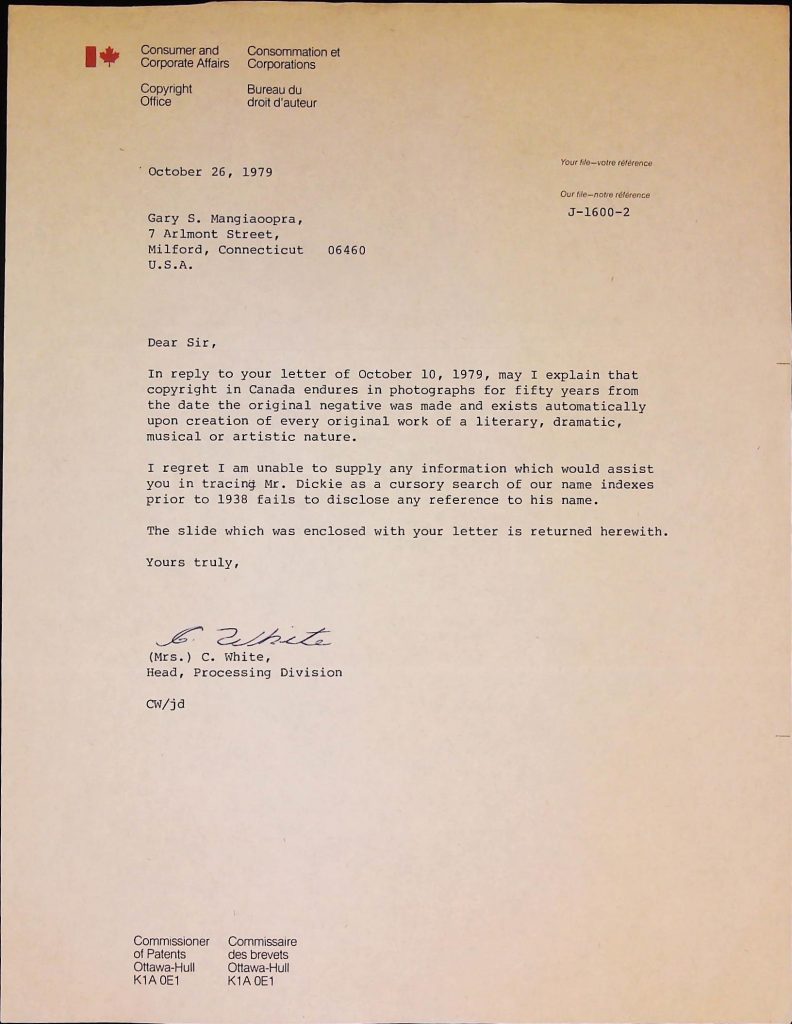 Consumer and Corporate Affairs
Consommation et Corporations
Copyright Office
Bureau du droit d'auteur
October 26, 1979
Your file—votre référence
Our file—notre référence
J-1600-2
Gary S. Mangiaoopra,
7 Arlmont Street,
Milford, Connecticut 06460
U.S.A.
Dear Sir,
In reply to your letter of October 10, 1979, may I explain that
copyright in Canada endures in photographs for fifty years from
the date the original negative was made and exists automatically
upon creation of every original work of a literary, dramatic,
musical or artistic nature.
I regret I am unable to supply any information which would assist
you in tracing Mr. Dickie as a cursory search of our name indexes
prior to 1938 fails to disclose any reference to his name.
The slide which was enclosed with your letter is returned herewith.
Yours truly,
C. White
(Mrs.) C. White,
Head, Processing Division
CW/jd
Commissioner
of Patents
Ottawa-Hull
K1A 0E1
Commissaire
des brevets
Ottawa-Hull
K1A 0E1